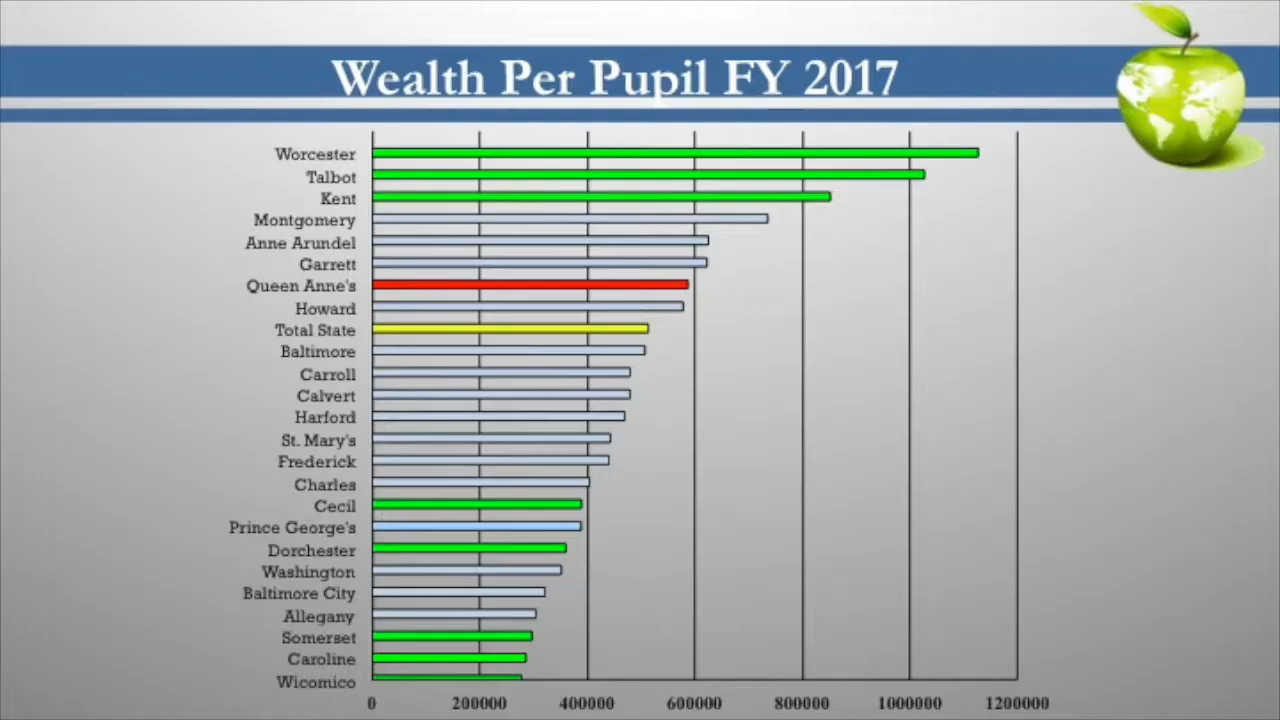 Wealth Per Pupil FY 2017
Worcester
Talbot
Kent
Montgomery
Anne Arundel
Garrett
Queen Anne's
Howard
Total State
Baltimore
Carroll
Calvert
Harford
St. Mary's
Frederick
Charles
Cecil
Prince George's
Dorchester
Washington
Baltimore City
Allegany
Somerset
Caroline
Wicomico
0 200000 400000 600000 800000 1000000 1200000